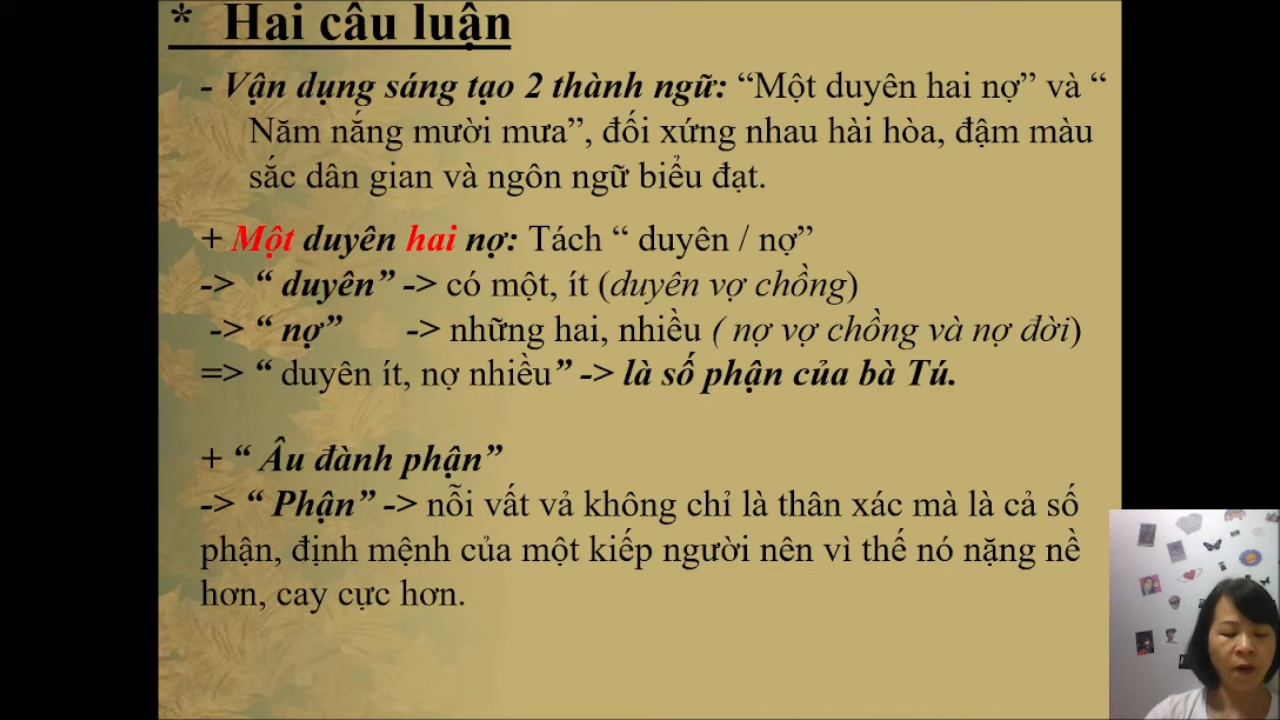 * Hai câu luận
- Vận dụng sáng tạo 2 thành ngữ: “Một duyên hai nợ” và “
Năm nắng mười mưa”, đối xứng nhau hài hòa, đậm màu
sắc dân gian và ngôn ngữ biểu đạt.
+ Một duyên hai nợ: Tách “ duyên / nợ”
-> “ duyên” -> có một, ít (duyên vợ chồng)
-> “ nợ” -> những hai, nhiều ( nợ vợ chồng và nợ đời)
=> “ duyên ít, nợ nhiều” -> là số phận của bà Tú.
+ “ Âu đành phận”
-> “ Phận” -> nỗi vất vả không chỉ là thân xác mà là cả số
phận, định mệnh của một kiếp người nên vì thế nó nặng nề
hơn, cay cực hơn.